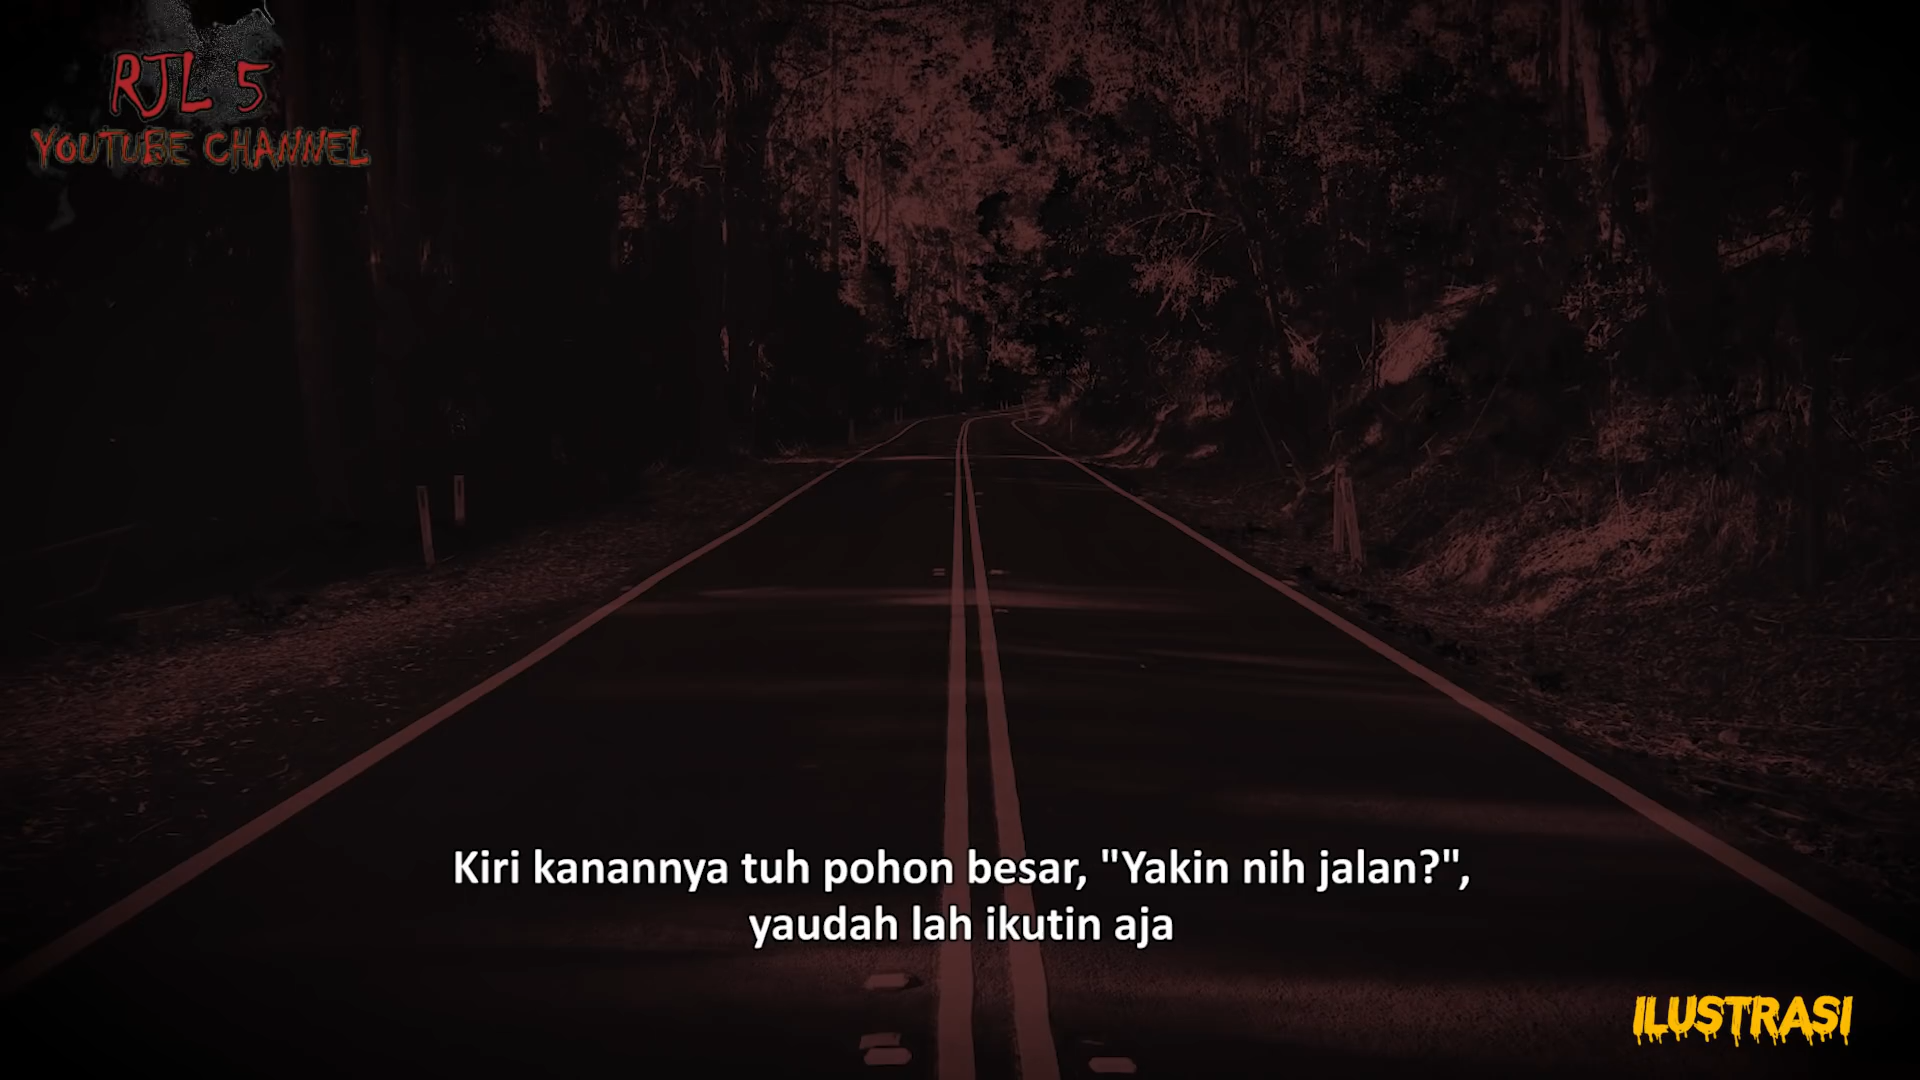 RJL 5
YOUTUBE CHANNEL
Kiri kanannya tuh pohon besar, "Yakin nih jalan?",
yaudah lah ikutin aja
ILUSTRASI